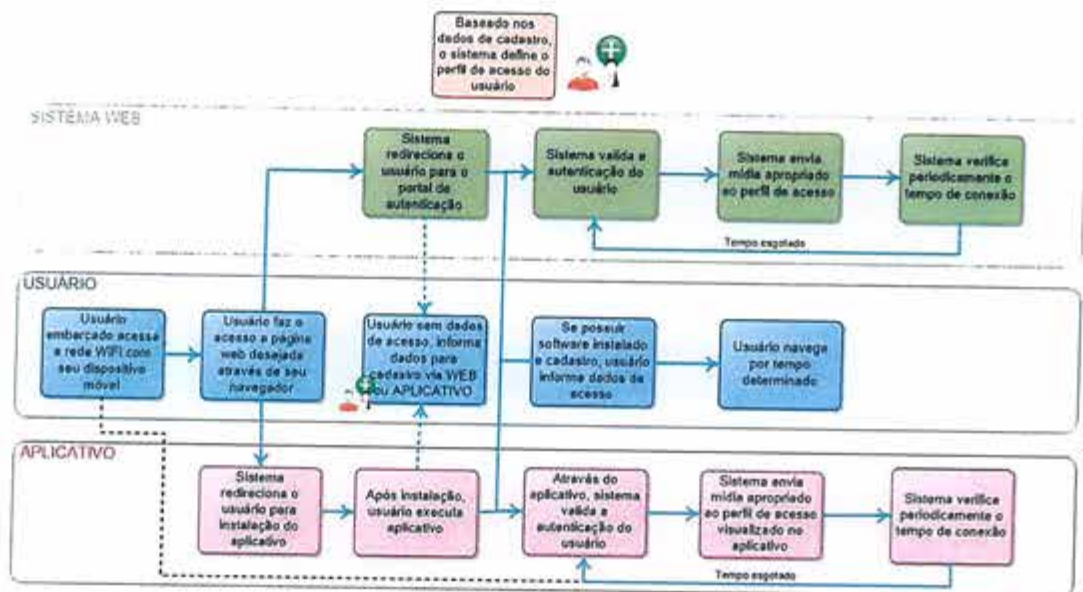 Baseado nos
dados de cadastro,
o sistema define o
perfil de acesso do
usuário
SISTEMA WEB
Sistema
redireciona o
usuário para o
portal de
autenticação
Sistema valida a
autenticação do
usuário
Sistema envia
mídia apropriado
ao perfil de acesso
Sistema verifica
periodicamente o
tempo de conexão
Tempo esgotado
USUÁRIO
Usuário
embarcado acessa
a rede WIFI com
seu dispositivo
móvel
Usuário faz o
acesso a página
web desejada
através de seu
navegador
Usuário sem dados
de acesso, informa
dados para
cadastro via WEB
ou APLICATIVO
Se possuir
software instalado
e cadastro, usuário
informa dados de
acesso
Usuário navega
por tempo
determinado
APLICATIVO
Sistema
redireciona o
usuário para
instalação do
aplicativo
Após instalação,
usuário executa
aplicativo
Através do
aplicativo, sistema
valida a
autenticação do
usuário
Sistema envia
mídia apropriado
ao perfil de acesso
visualizado no
aplicativo
Sistema verifica
periodicamente o
tempo de conexão
Tempo esgotado